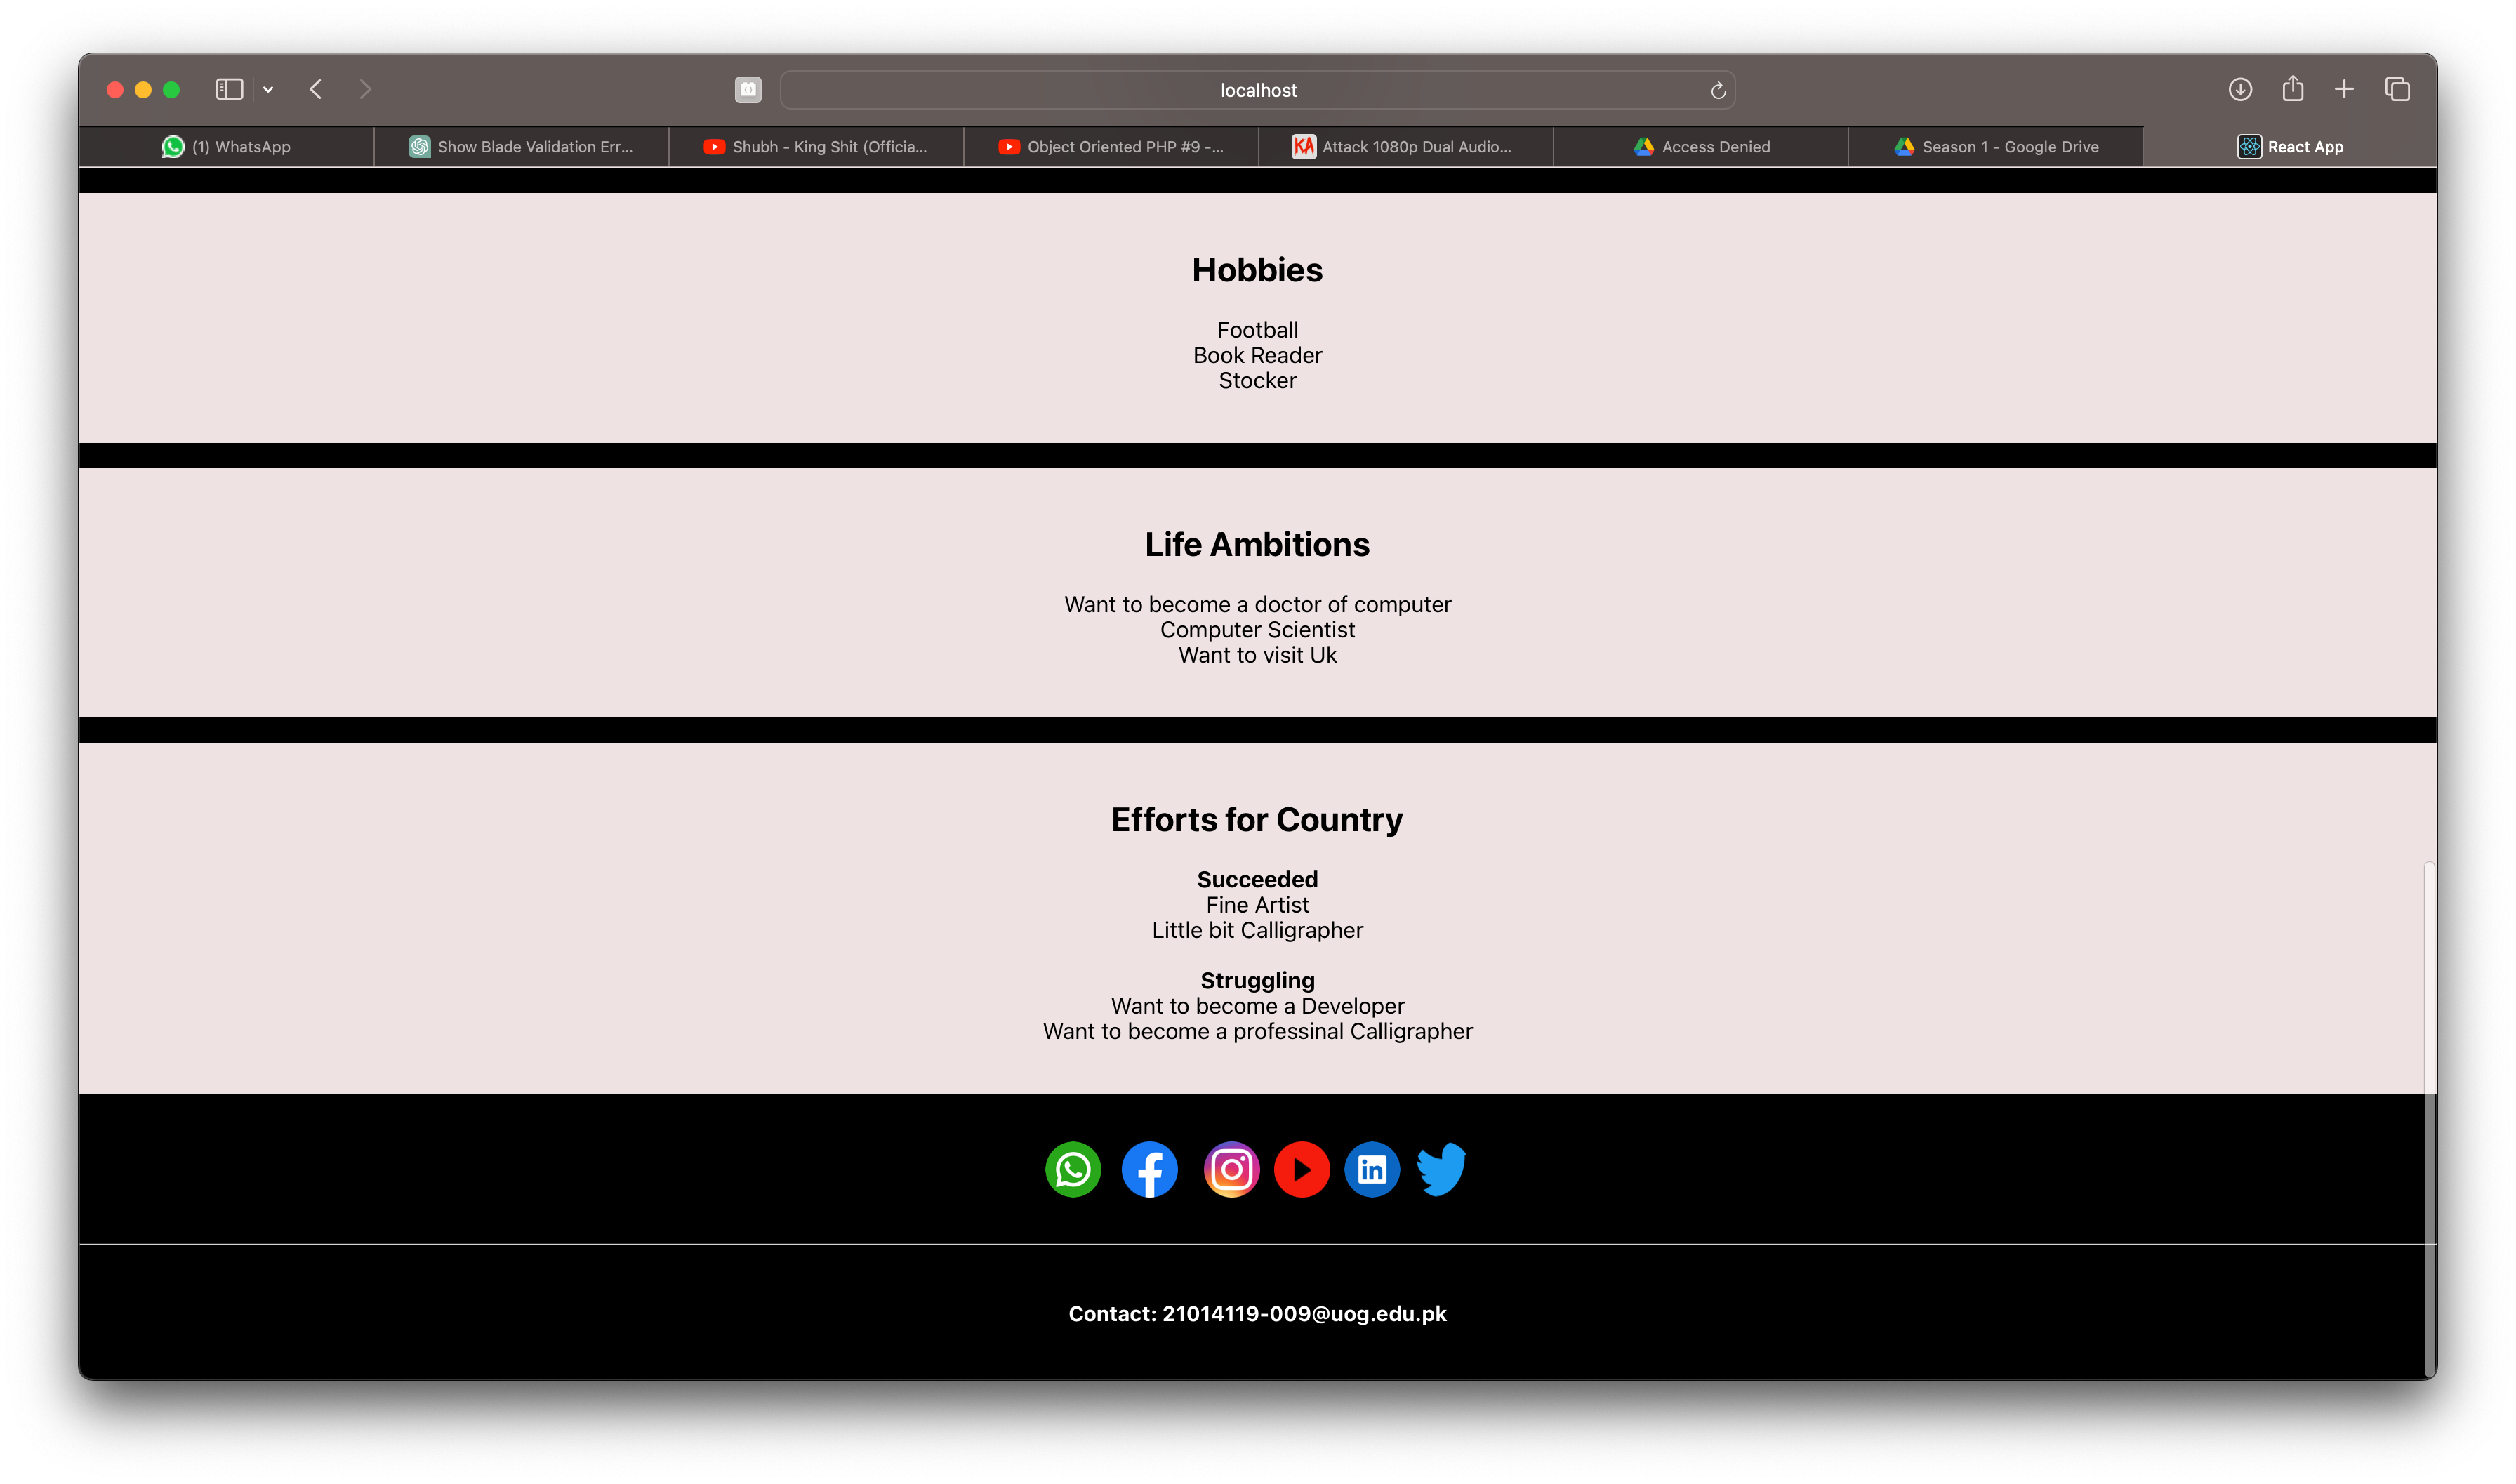 localhost
(1) WhatsApp
Show Blade Validation Err...
Shubh - King Shit (Officia...
Object Oriented PHP #9 -...
KA Attack 1080p Dual Audio...
Access Denied
Season 1 - Google Drive
React App
Hobbies
Football
Book Reader
Stocker
Life Ambitions
Want to become a doctor of computer
Computer Scientist
Want to visit Uk
Efforts for Country
Succeeded
Fine Artist
Little bit Calligrapher
Struggling
Want to become a Developer
Want to become a professinal Calligrapher
in
Contact: 21014119-009@uog.edu.pk